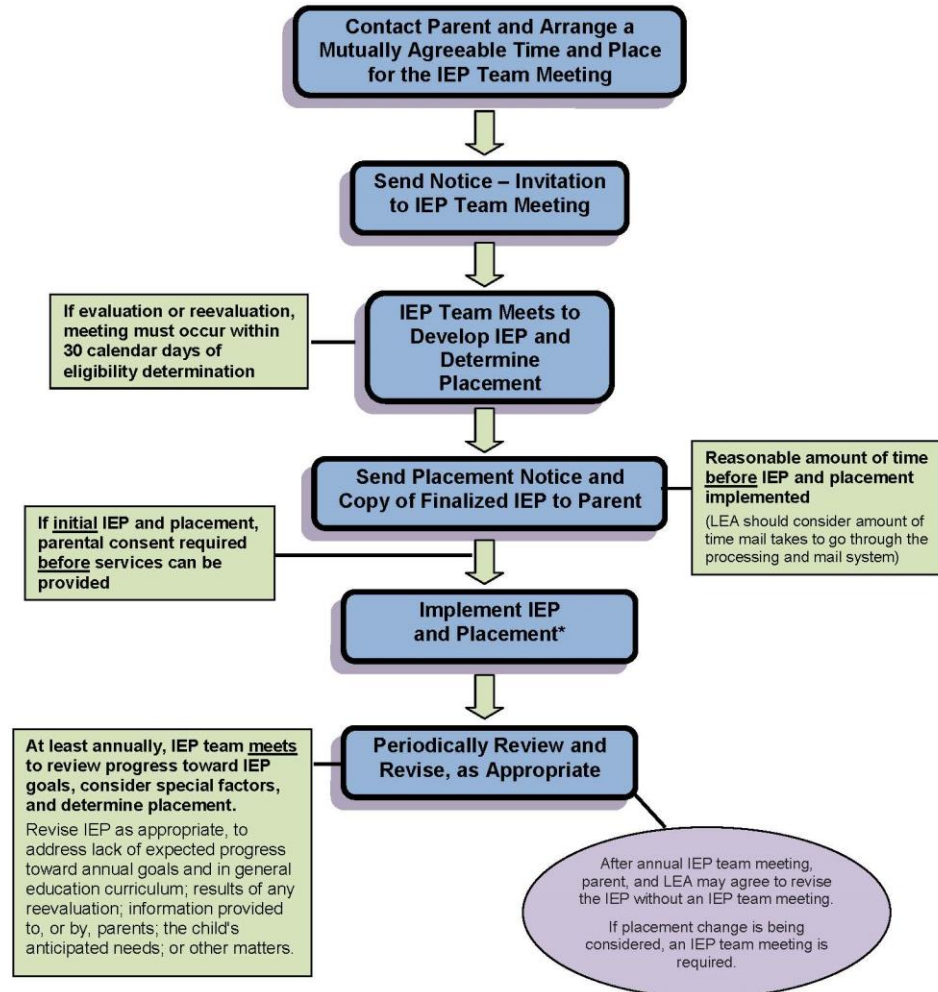 Contact Parent and Arrange a
Mutually Agreeable Time and Place
for the IEP Team Meeting
Send Notice – Invitation
to IEP Team Meeting
If evaluation or reevaluation,
meeting must occur within
30 calendar days of
eligibility determination
IEP Team Meets to
Develop IEP and
Determine
Placement
Send Placement Notice and
Copy of Finalized IEP to Parent
Reasonable amount of time
before IEP and placement
implemented
(LEA should consider amount of
time mail takes to go through the
processing and mail system)
If initial IEP and placement,
parental consent required
before services can be
provided
Implement IEP
and Placement*
At least annually, IEP team meets
to review progress toward IEP
goals, consider special factors,
and determine placement.
Revise IEP as appropriate, to
address lack of expected progress
toward annual goals and in general
education curriculum; results of any
reevaluation; information provided
to, or by, parents; the child's
anticipated needs; or other matters.
Periodically Review and
Revise, as Appropriate
After annual IEP team meeting,
parent, and LEA may agree to revise
the IEP without an IEP team meeting.
If placement change is being
considered, an IEP team meeting is
required.